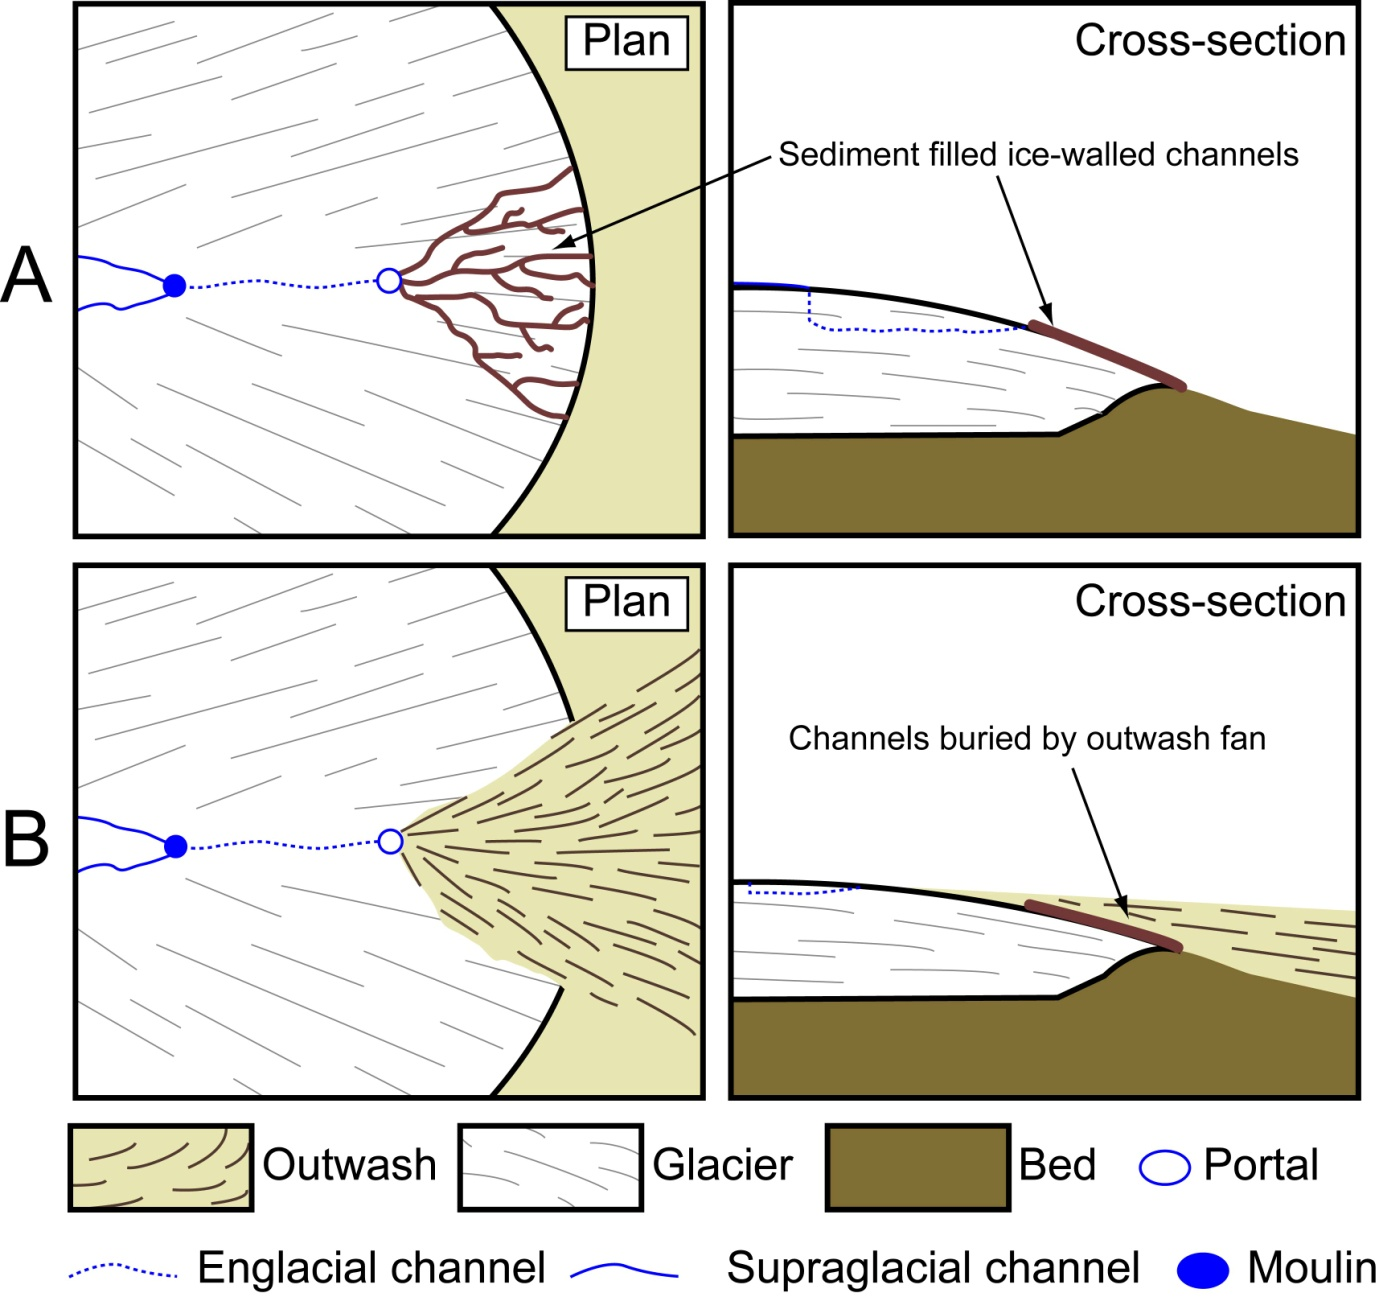 A
Plan
Cross-section
Sediment filled ice-walled channels
B
Plan
Cross-section
Channels buried by outwash fan
Outwash
Glacier
Bed
Portal
Englacial channel
Supraglacial channel
Moulin